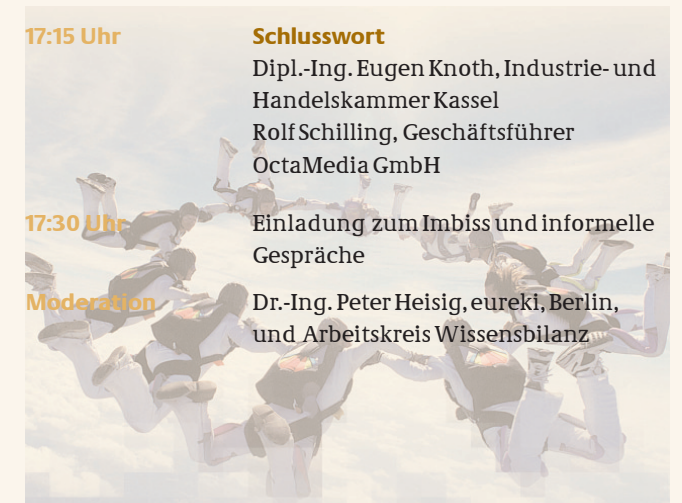 17:15 Uhr Schlusswort
Dipl.-Ing. Eugen Knoth, Industrie- und
Handelskammer Kassel
Rolf Schilling, Geschäftsführer
OctaMedia GmbH
17:30 Uhr Einladung zum Imbiss und informelle
Gespräche
Moderation Dr.-Ing. Peter Heisig, eureki, Berlin,
und Arbeitskreis Wissensbilanz